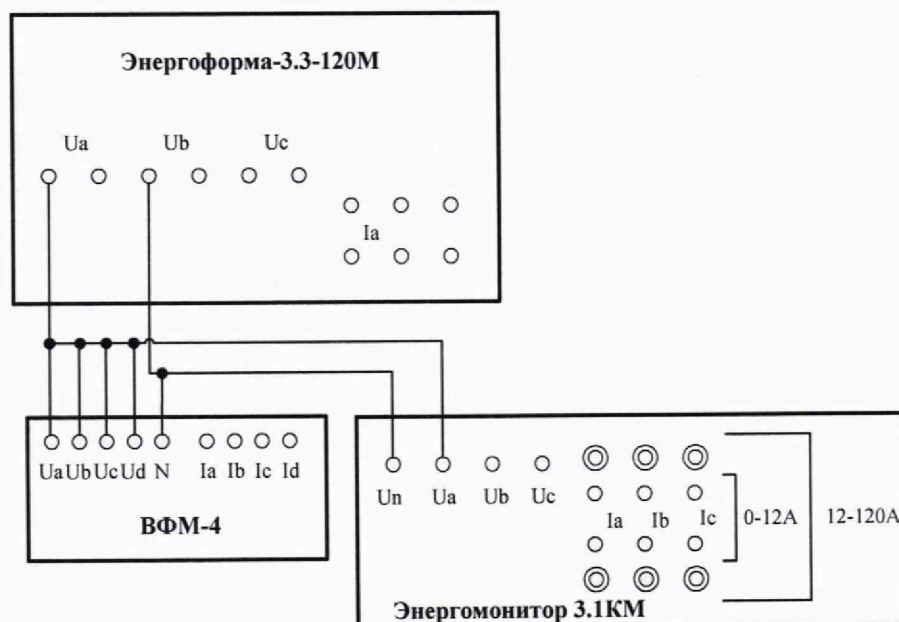 Энергоформа-3.3-120М
Ua Ub Uc
Ia
Ua Ub Uc Ud N Ia Ib Ic Id
ВФМ-4
Un Ua Ub Uc
Ia Ib Ic 0-12А 12-120А
Энергомонитор 3.1КМ